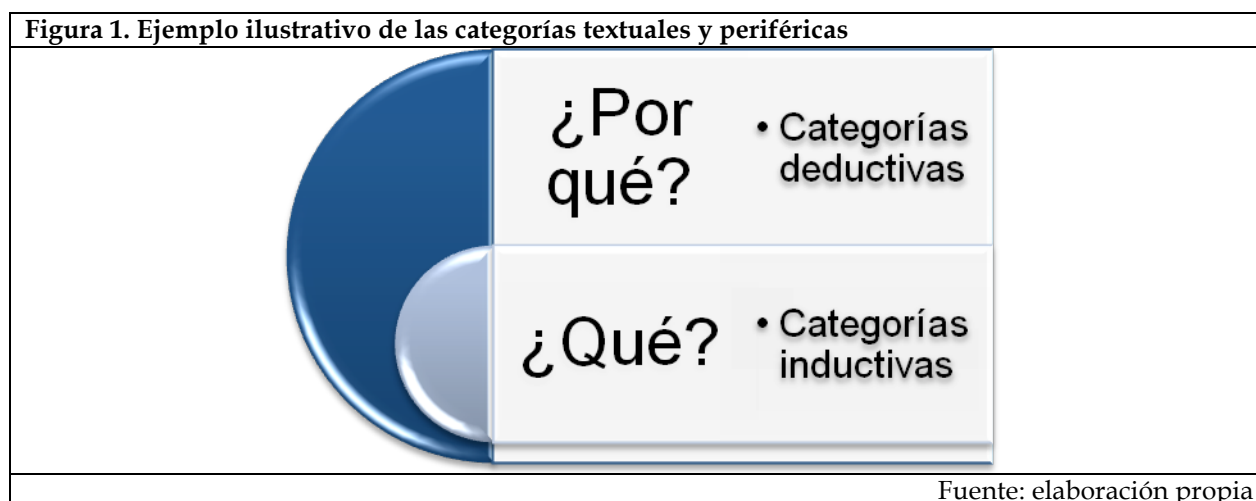 Figura 1. Ejemplo ilustrativo de las categorías textuales y periféricas
¿Por
qué?
• Categorías
deductivas
¿Qué?
• Categorías
inductivas
Fuente: elaboración propia